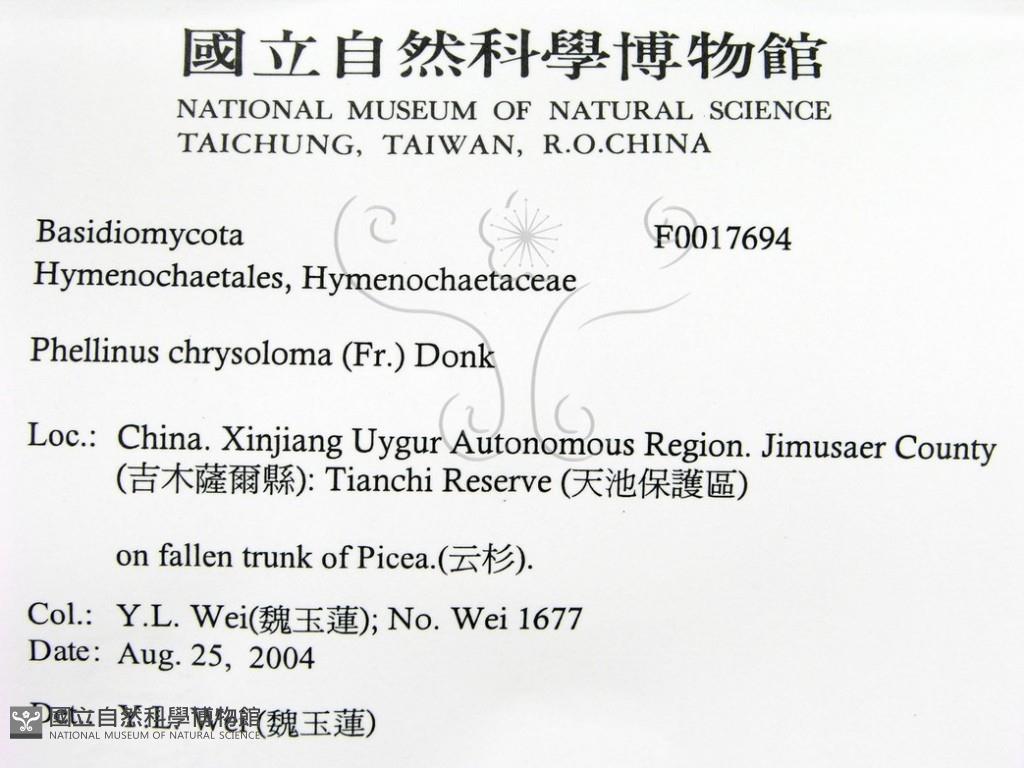 國立自然科學博物館
NATIONAL MUSEUM OF NATURAL SCIENCE
TAICHUNG, TAIWAN, R.O.CHINA
Basidiomycota F0017694
Hymenochaetales, Hymenochaetaceae
Phellinus chrysoloma (Fr.) Donk
Loc.: China. Xinjiang Uygur Autonomous Region. Jimusaer County
(吉木薩爾縣): Tianchi Reserve (天池保護區)
on fallen trunk of Picea.(云杉).
Col.: Y.L. Wei(魏玉蓮); No. Wei 1677
Date: Aug. 25, 2004
Det.: Y.L. Wei (魏玉蓮)
國立自然科學博物館
NATIONAL MUSEUM OF NATURAL SCIENCE